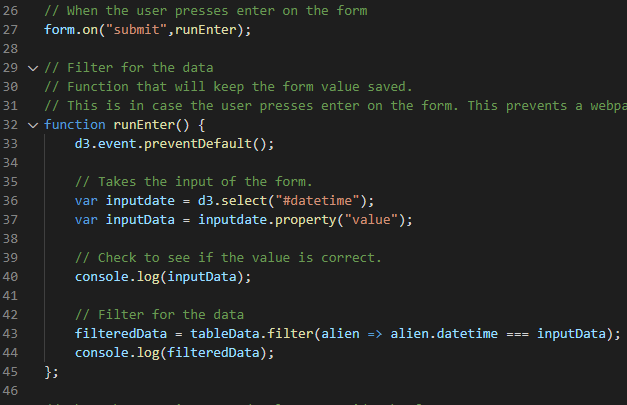 26 // When the user presses enter on the form
27 form.on("submit",runEnter);
28
29 // Filter for the data
30 // Function that will keep the form value saved.
31 // This is in case the user presses enter on the form. This prevents a
32 function runEnter() {
33 d3.event.preventDefault();
34
35 // Takes the input of the form.
36 var inputdate = d3.select("#datetime");
37 var inputData = inputdate.property("value");
38
39 // Check to see if the value is correct.
40 console.log(inputData);
41
42 // Filter for the data
43 filteredData = tableData.filter(alien => alien.datetime === inputData);
44 console.log(filteredData);
45 };
46